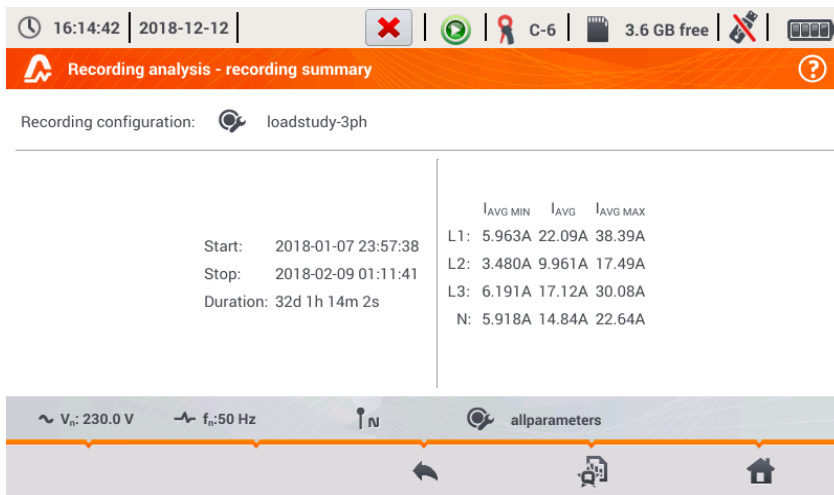 16:14:42 2018-12-12 C-6 3.6 GB free
Recording analysis - recording summary ?
Recording configuration: loadstudy-3ph
Start: 2018-01-07 23:57:38
Stop: 2018-02-09 01:11:41
Duration: 32d 1h 14m 2s
IAVG MIN IAVG IAVG MAX
L1: 5.963A 22.09A 38.39A
L2: 3.480A 9.961A 17.49A
L3: 6.191A 17.12A 30.08A
N: 5.918A 14.84A 22.64A
Vn: 230.0 V fn:50 Hz N allparameters